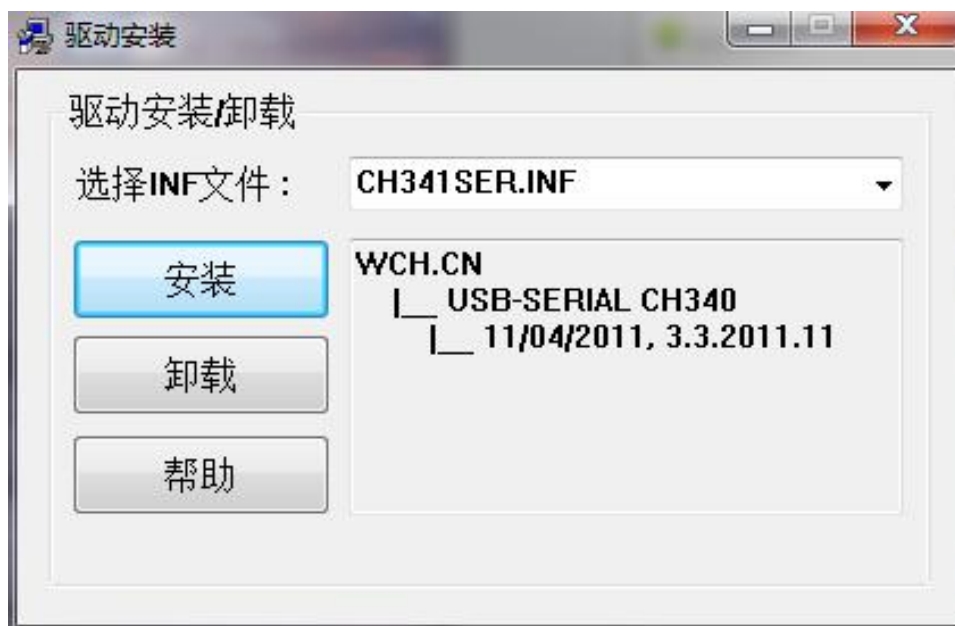 驱动安装
驱动安装/卸载
选择INF文件：
CH341SER.INF
安装
WCH.CN
|__ USB-SERIAL CH340
|__ 11/04/2011, 3.3.2011.11
卸载
帮助